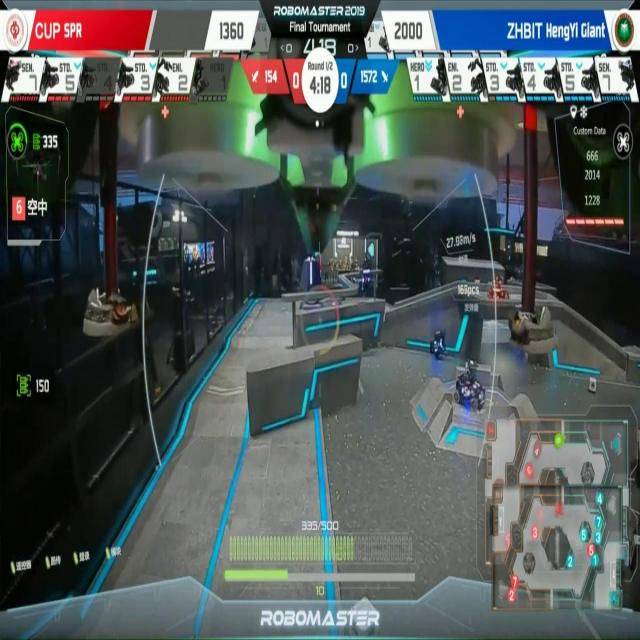 ROBOMASTER 2019
Final Tournament
CUP SPR
1360
4:18
2000
ZHBIT HengYi Giant
SEN. 7
STD. 5
STD. 4
STD. 3
ENI. 2
HERO
154
0
Round 1/2
4:18
0
1572
HERO 1
ENI. 2
STD. 3
STD. 4
STD. 5
SEN. 7
335
6 空中
Custom Data
666
2014
1228
27.98m/s
150
335/500
10
ROBOMASTER